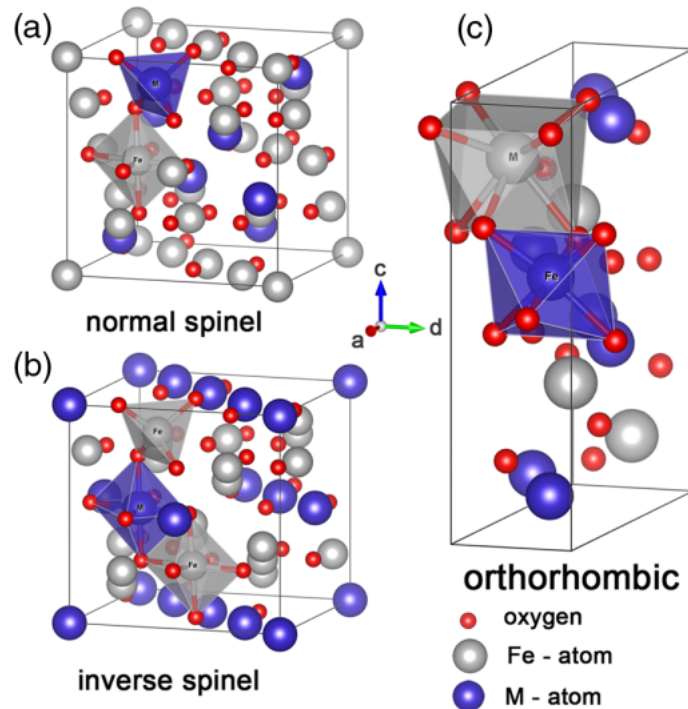 (a)
M
Fe
normal spinel
c
a
d
(b)
Fe
M
Fe
inverse spinel
(c)
M
Fe
orthorhombic
oxygen
Fe - atom
M - atom